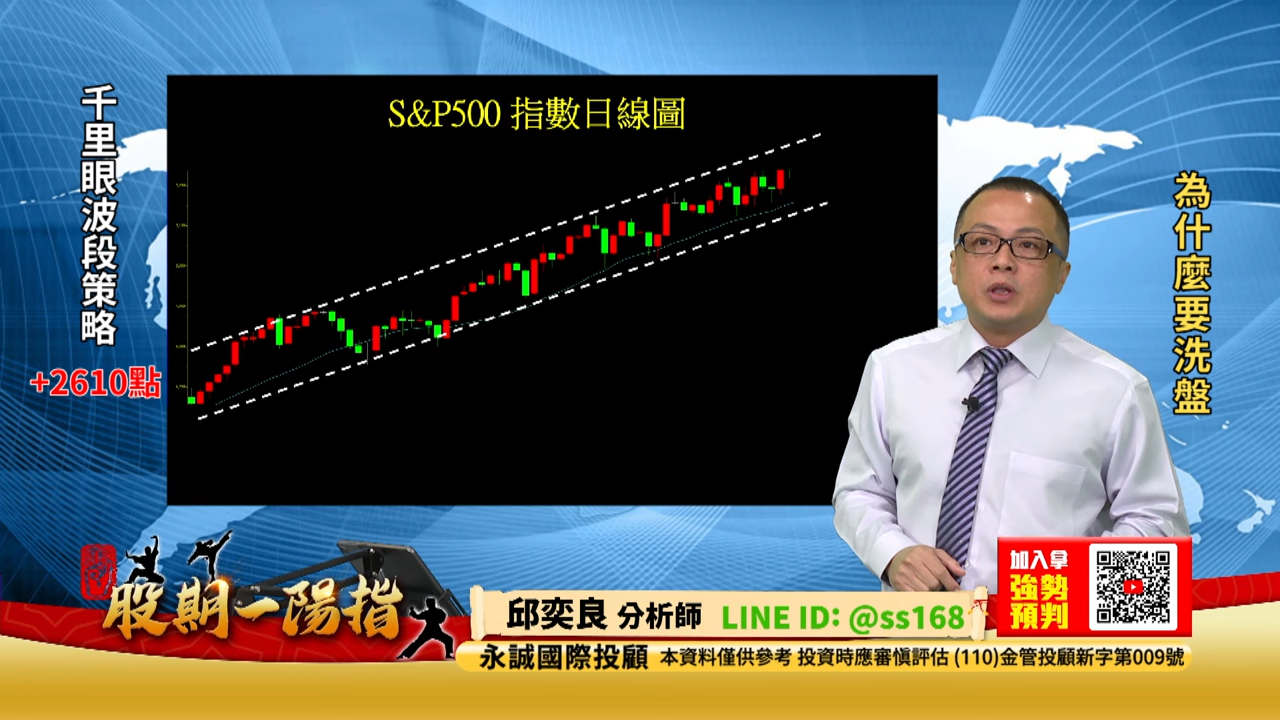 S&P500 指數日線圖
千里眼波段策略
+2610點
為什麼要洗盤
股期一陽指
邱奕良 分析師 LINE ID: @ss168
加入拿
強勢
預判
永誠國際投顧 本資料僅供參考 投資時應審慎評估 (110)金管投顧新字第009號